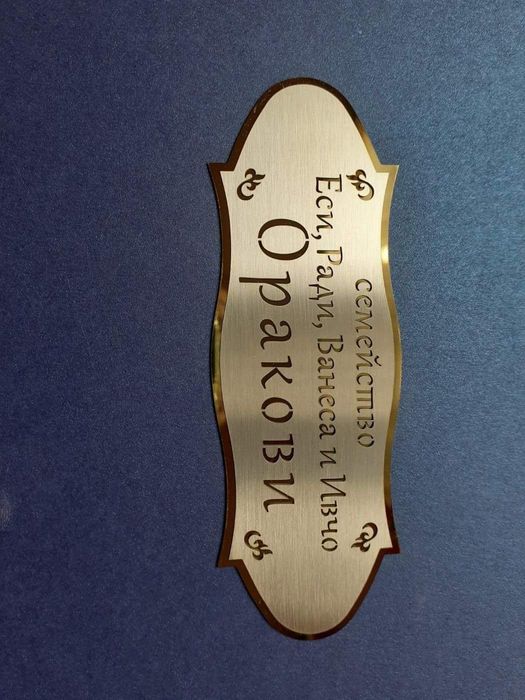 семейство
Еси, Ради, Ванеса и Ивчо
Оракови